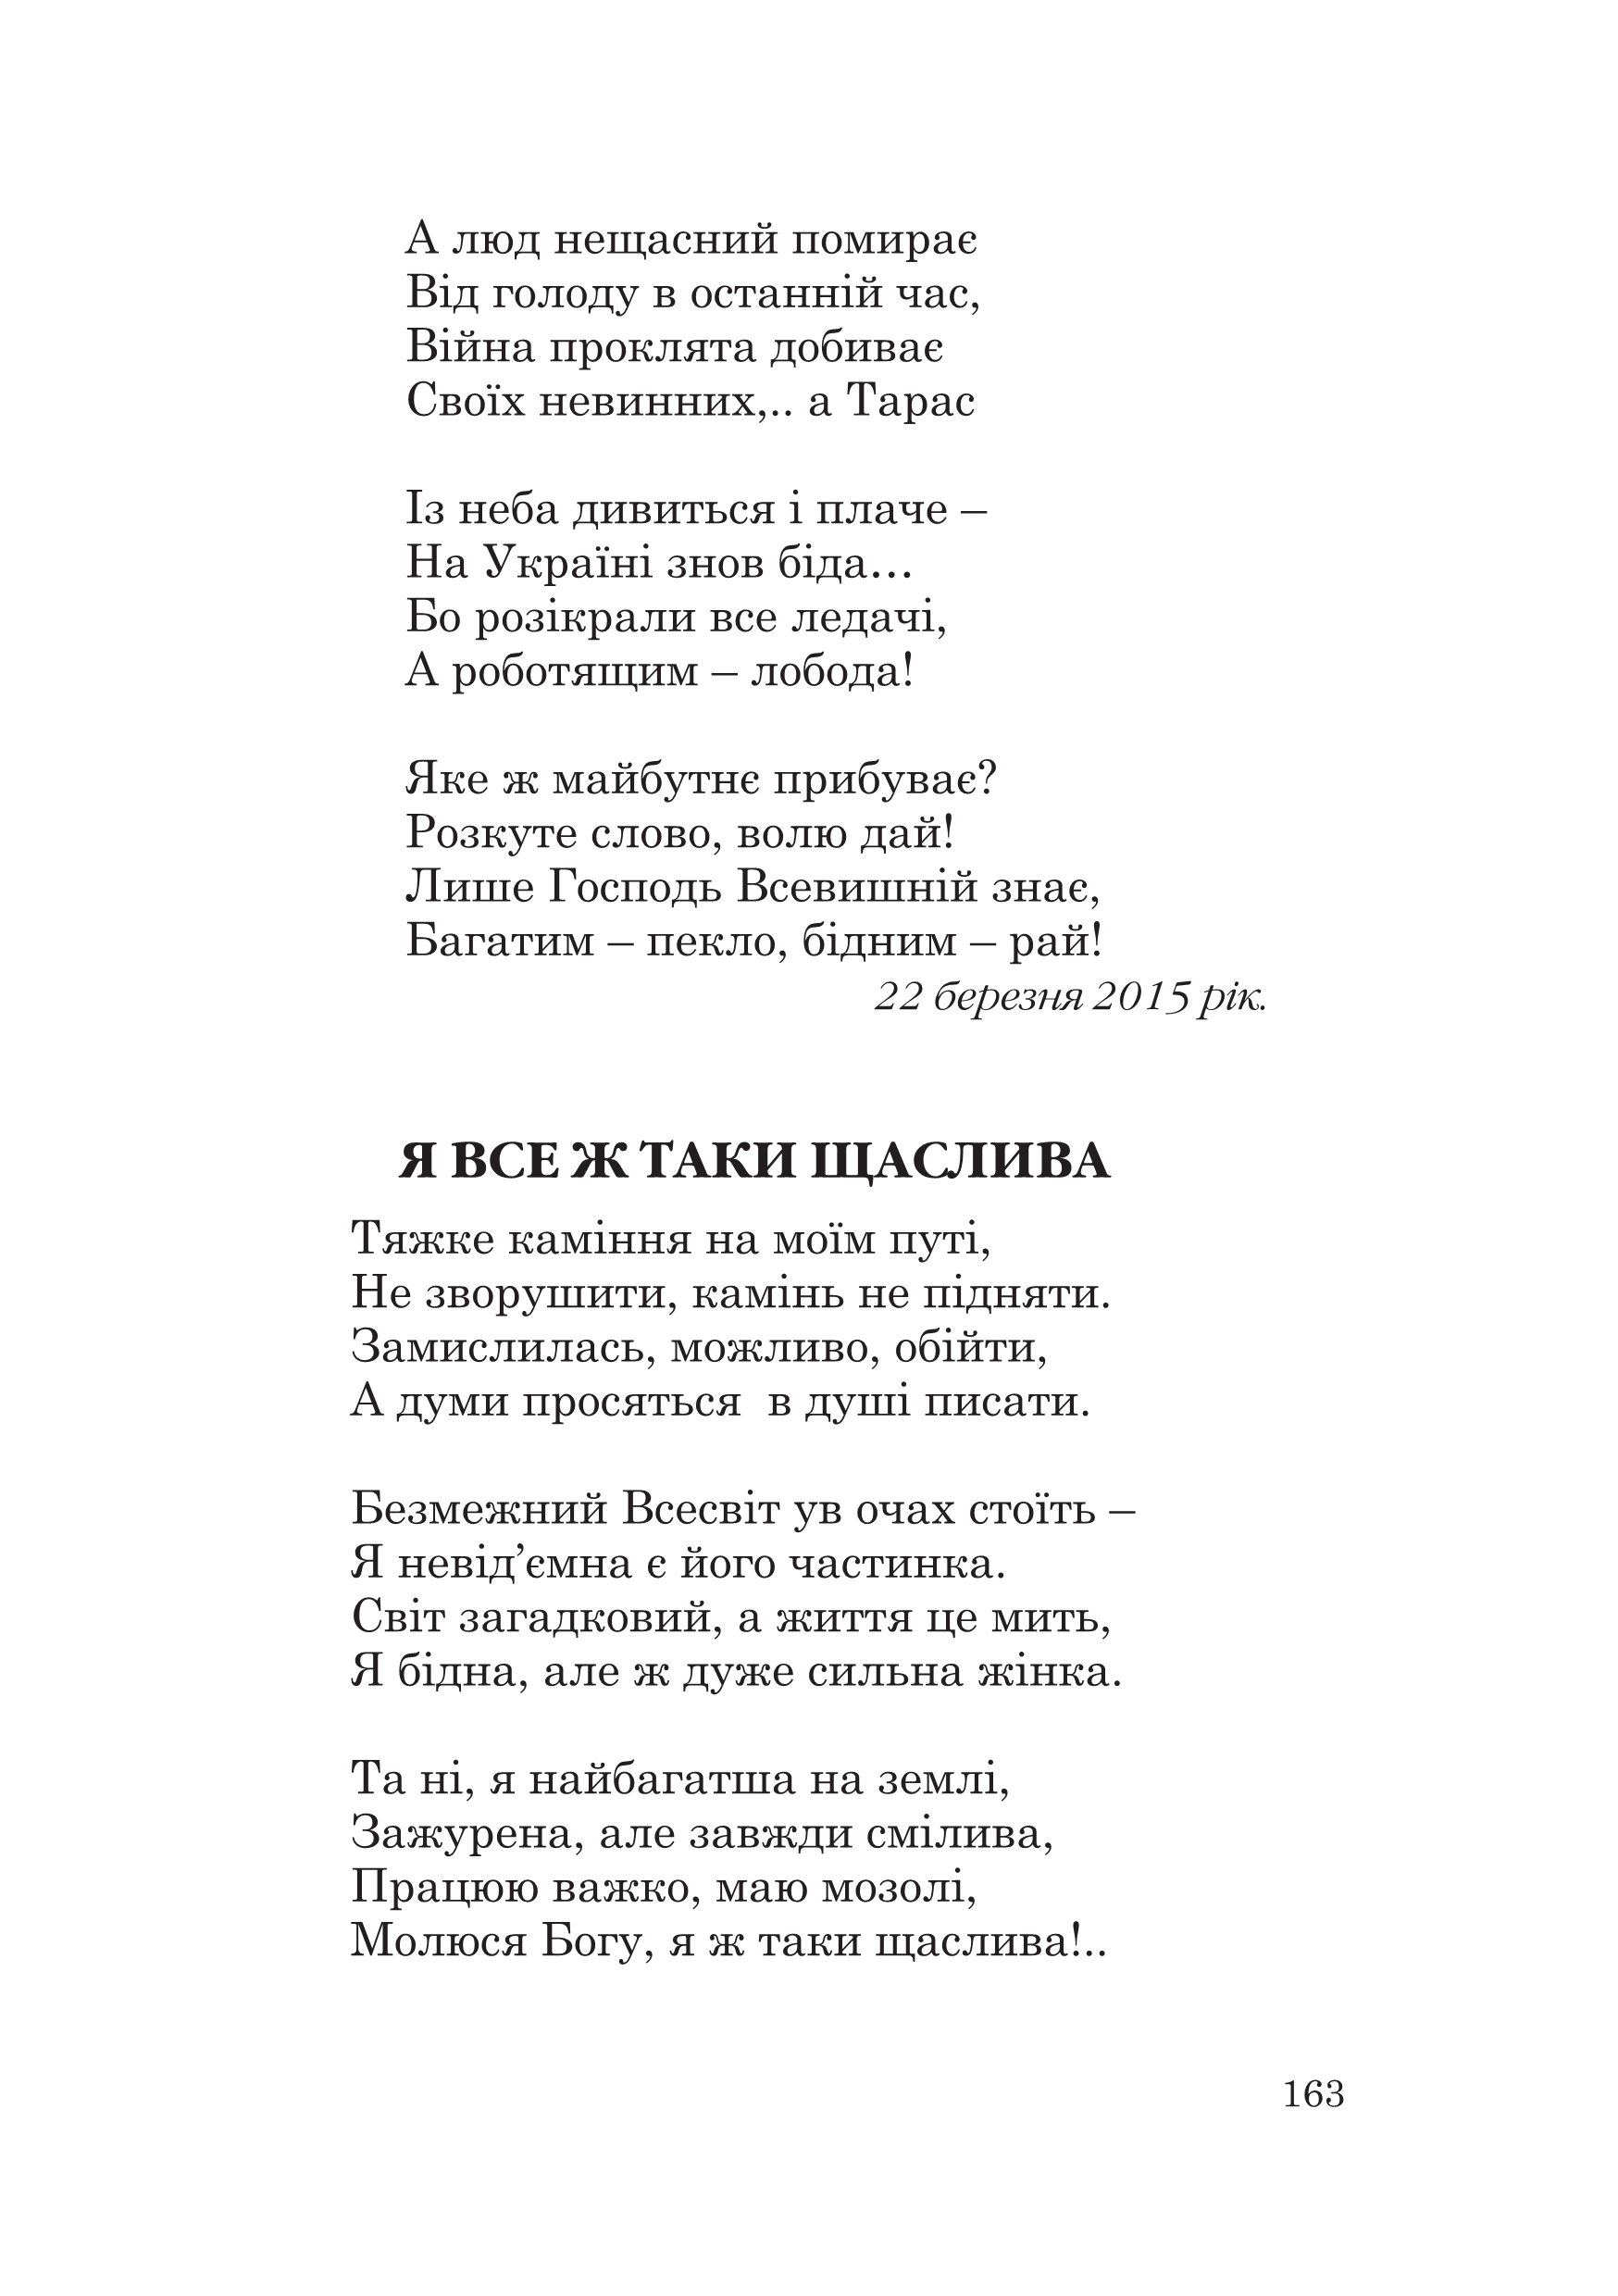 А люд нещасний помирає
Від голоду в останній час,
Війна проклята добиває
Своїх невинних,.. а Тарас
Із неба дивиться і плаче –
На Україні знов біда...
Бо розікрали все ледачі,
А роботящим – лобода!
Яке ж майбутнє прибуває?
Розкуте слово, волю дай!
Лише Господь Всевишній знає,
Багатим – пекло, бідним – рай!
22 березня 2015 рік.
Я ВСЕ Ж ТАКИ ЩАСЛИВА
Тяжке каміння на моїм путі,
Не зворушити, камінь не підняти.
Замислилась, можливо, обійти,
А думи просяться  в душі писати.
Безмежний Всесвіт ув очах стоїть –
Я невід’ємна є його частинка.
Світ загадковий, а життя це мить,
Я бідна, але ж дуже сильна жінка.
Та ні, я найбагатша на землі,
Зажурена, але завжди смілива,
Працюю важко, маю мозолі,
Молюся Богу, я ж таки щаслива!..
163